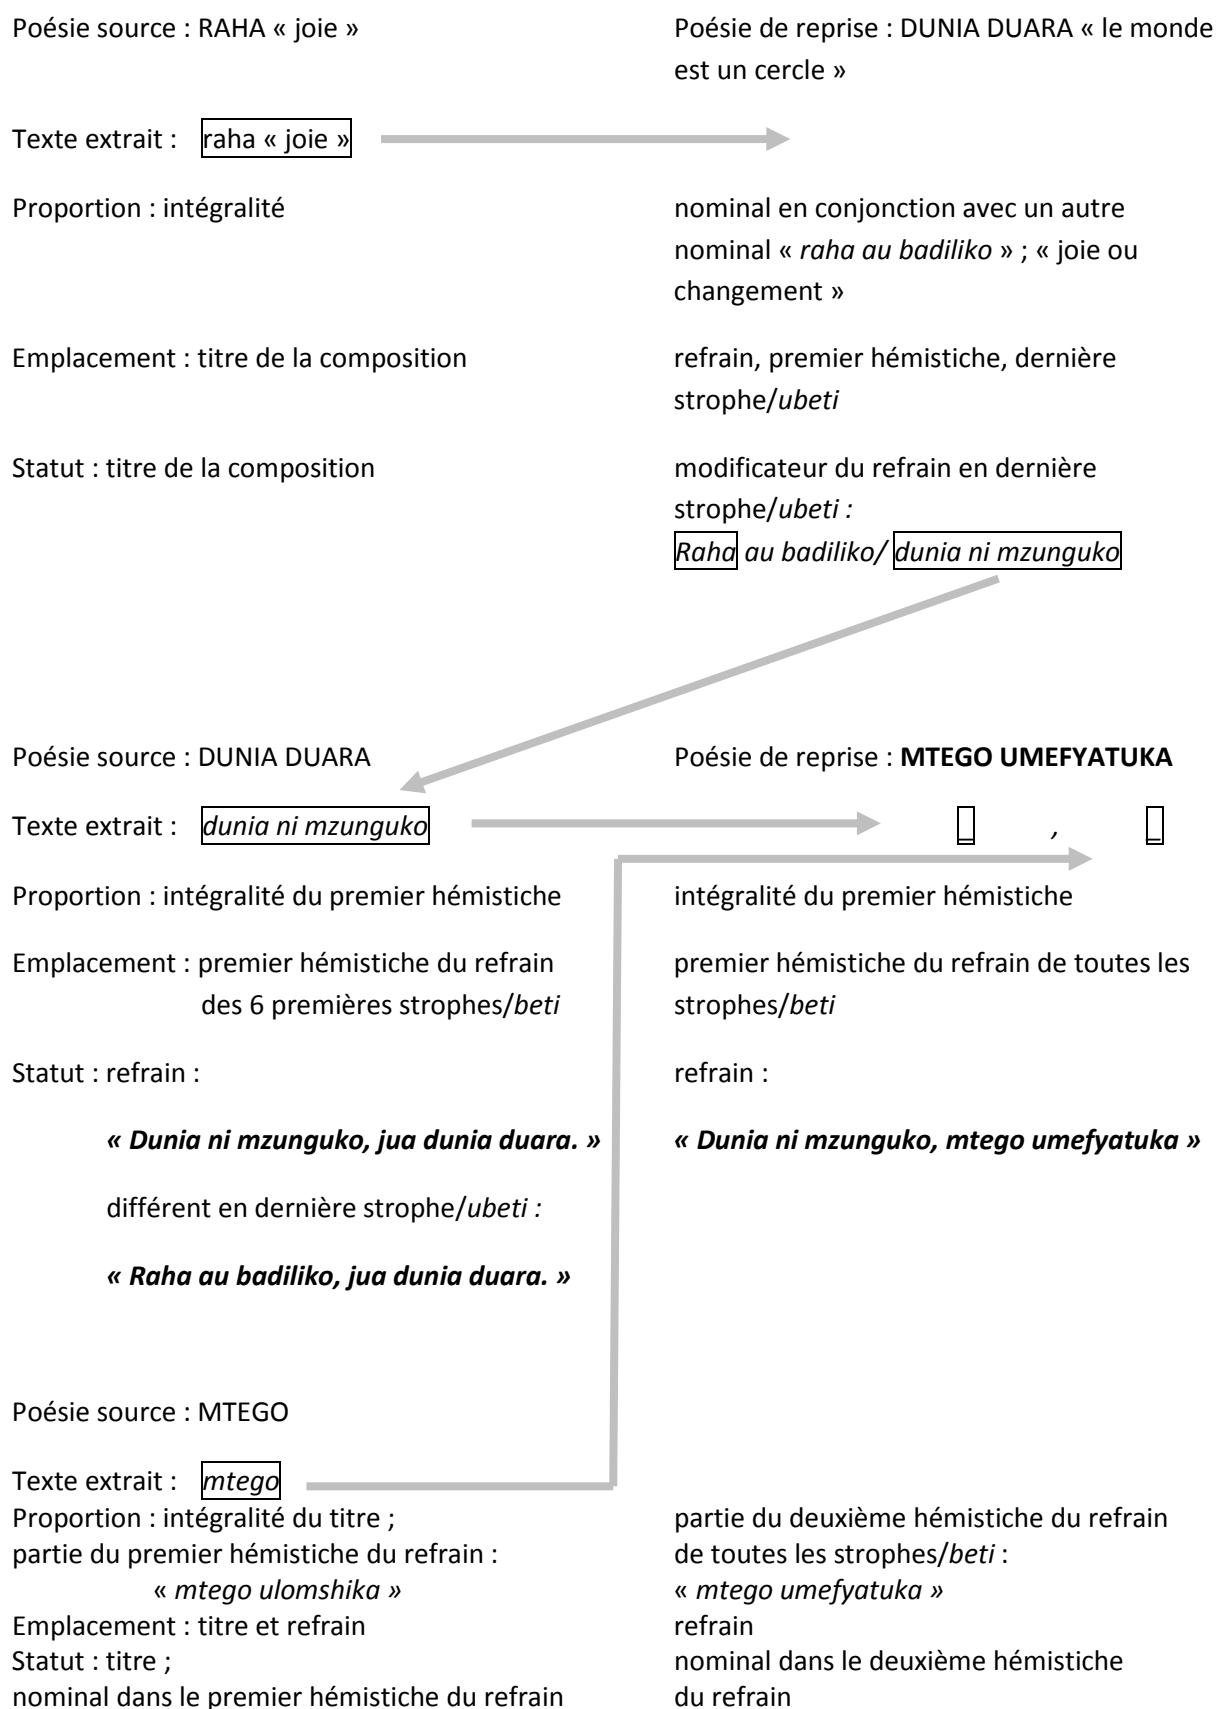 Poésie source : RAHA « joie »
Poésie de reprise : DUNIA DUARA « le monde
est un cercle »
Texte extrait : raha « joie »
Proportion : intégralité
nominal en conjonction avec un autre
nominal « raha au badiliko » ; « joie ou
changement »
Emplacement : titre de la composition
refrain, premier hémistiche, dernière
strophe/ubeti
Statut : titre de la composition
modificateur du refrain en dernière
strophe/ubeti :
Raha au badiliko/ dunia ni mzunguko
Poésie source : DUNIA DUARA
Poésie de reprise : MTEGO UMEFYATUKA
Texte extrait : dunia ni mzunguko
_ , _
Proportion : intégralité du premier hémistiche
intégralité du premier hémistiche
Emplacement : premier hémistiche du refrain
des 6 premières strophes/beti
premier hémistiche du refrain de toutes les
strophes/beti
Statut : refrain :
« Dunia ni mzunguko, jua dunia duara. »
différent en dernière strophe/ubeti :
« Raha au badiliko, jua dunia duara. »
refrain :
« Dunia ni mzunguko, mtego umefyatuka »
Poésie source : MTEGO
Texte extrait : mtego
Proportion : intégralité du titre ;
partie du premier hémistiche du refrain :
« mtego ulomshika »
Emplacement : titre et refrain
Statut : titre ;
nominal dans le premier hémistiche du refrain
partie du deuxième hémistiche du refrain
de toutes les strophes/beti :
« mtego umefyatuka »
refrain
nominal dans le deuxième hémistiche
du refrain